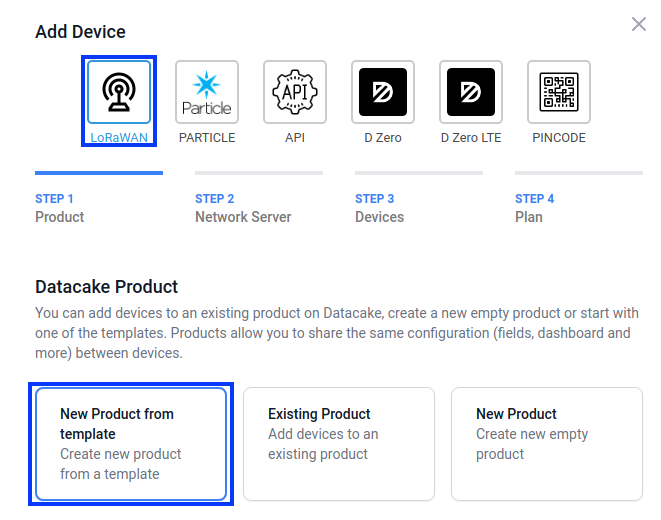 Add Device
Particle
API
LoRaWAN
PARTICLE
API
D Zero
D Zero LTE
PINCODE
STEP 1
Product
STEP 2
Network Server
STEP 3
Devices
STEP 4
Plan
Datacake Product
You can add devices to an existing product on Datacake, create a new empty product or start with
one of the templates. Products allow you to share the same configuration (fields, dashboard and
more) between devices.
New Product from
template
Create new product
from a template
Existing Product
Add devices to an
existing product
New Product
Create new empty
product